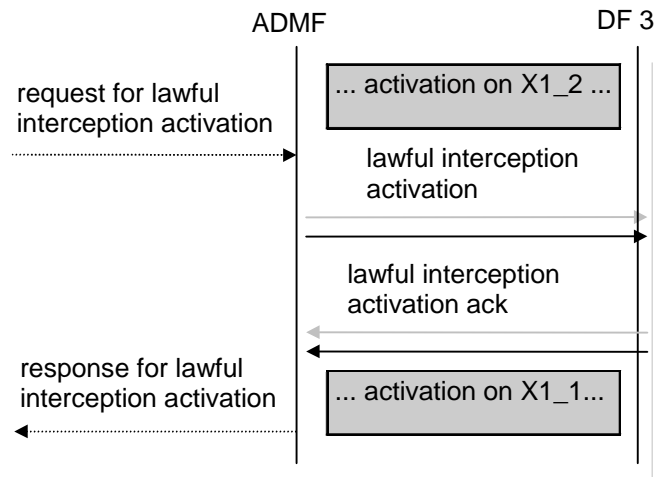 ADMF
DF 3
request for lawful
interception activation
... activation on X1_2 ...
lawful interception
activation
lawful interception
activation ack
response for lawful
interception activation
... activation on X1_1...